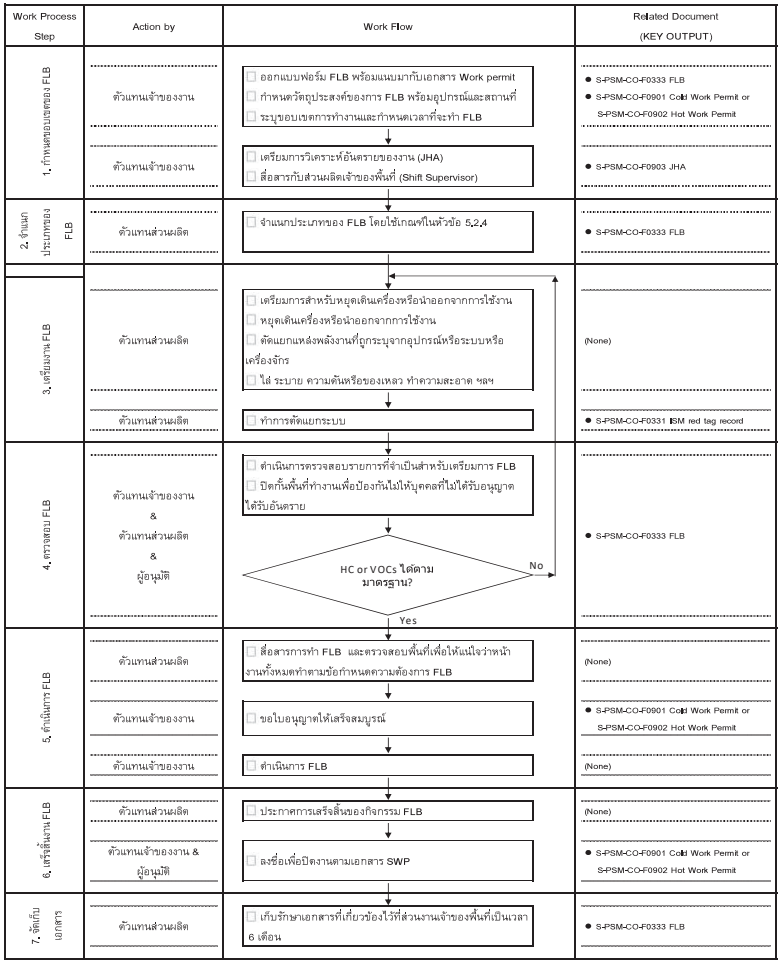 Work Process
Step
Action by
Work Flow
Related Document
(KEY OUTPUT)
1. กำหนดขอบเขตของ FLB
ตัวแทนเจ้าของงาน
ออกแบบฟอร์ม FLB พร้อมแนบมากับเอกสาร Work permit
กำหนดวัตถุประสงค์ของการ FLB พร้อมอุปกรณ์และสถานที่
ระบุขอบเขตการทำงานและกำหนดเวลาที่จะทำ FLB
● S-PSM-CO-F0333 FLB
● S-PSM-CO-F0901 Cold Work Permit or
S-PSM-CO-F0902 Hot Work Permit
ตัวแทนเจ้าของงาน
เตรียมการวิเคราะห์อันตรายของงาน (JHA)
สื่อสารกับส่วนผลิตเจ้าของพื้นที่ (Shift Supervisor)
● S-PSM-CO-F0903 JHA
2. จำแนก
ประเภทของ
FLB
ตัวแทนส่วนผลิต
จำแนกประเภทของ FLB โดยใช้เกณฑ์ในหัวข้อ 5.2.4
● S-PSM-CO-F0333 FLB
3. เตรียมงาน FLB
ตัวแทนส่วนผลิต
เตรียมการสำหรับหยุดเดินเครื่องหรือนำออกจากการใช้งาน
หยุดเดินเครื่องหรือนำออกจากการใช้งาน
ตัดแยกแหล่งพลังงานที่ถูกระบุจากอุปกรณ์หรือระบบหรือ
เครื่องจักร
ไล่ ระบาย ความดันหรือของเหลว ทำความสะอาด ฯลฯ
(None)
ตัวแทนส่วนผลิต
ทำการตัดแยกระบบ
● S-PSM-CO-F0331 ISM red tag record
4. ตรวจสอบ FLB
ตัวแทนเจ้าของงาน
&
ตัวแทนส่วนผลิต
&
ผู้อนุมัติ
ดำเนินการตรวจสอบรายการที่จำเป็นสำหรับเตรียมการ FLB
ปิดกั้นพื้นที่ทำงานเพื่อป้องกันไม่ให้บุคคลที่ไม่ได้รับอนุญาต
ได้รับอันตราย
HC or VOCs ได้ตาม
มาตรฐาน?
No
Yes
● S-PSM-CO-F0333 FLB
5. ดำเนินการ FLB
ตัวแทนส่วนผลิต
สื่อสารการทำ FLB และตรวจสอบพื้นที่เพื่อให้แน่ใจว่าหน้า
งานทั้งหมดทำตามข้อกำหนดความต้องการ FLB
(None)
ตัวแทนเจ้าของงาน
ขอใบอนุญาตให้เสร็จสมบูรณ์
● S-PSM-CO-F0901 Cold Work Permit or
S-PSM-CO-F0902 Hot Work Permit
ตัวแทนเจ้าของงาน
ดำเนินการ FLB
(None)
6. เสร็จสิ้นงาน FLB
ตัวแทนส่วนผลิต
ประกาศการเสร็จสิ้นของกิจกรรม FLB
(None)
ตัวแทนเจ้าของงาน &
ผู้อนุมัติ
ลงชื่อเพื่อปิดงานตามเอกสาร SWP
● S-PSM-CO-F0901 Cold Work Permit or
S-PSM-CO-F0902 Hot Work Permit
7. จัดเก็บ
เอกสาร
ตัวแทนส่วนผลิต
เก็บรักษาเอกสารที่เกี่ยวข้องไว้ที่ส่วนงานเจ้าของพื้นที่เป็นเวลา
6 เดือน
● S-PSM-CO-F0333 FLB